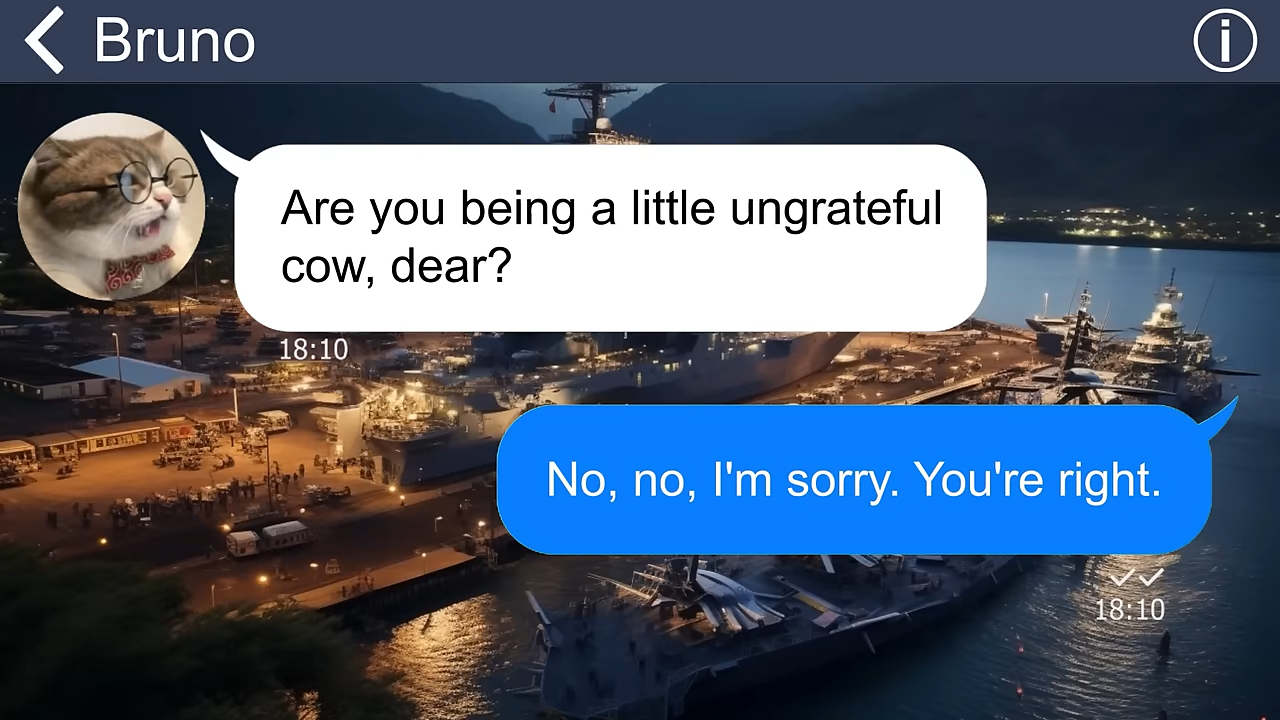 Bruno
Are you being a little ungrateful
cow, dear?
18:10
No, no, I'm sorry. You're right.
18:10